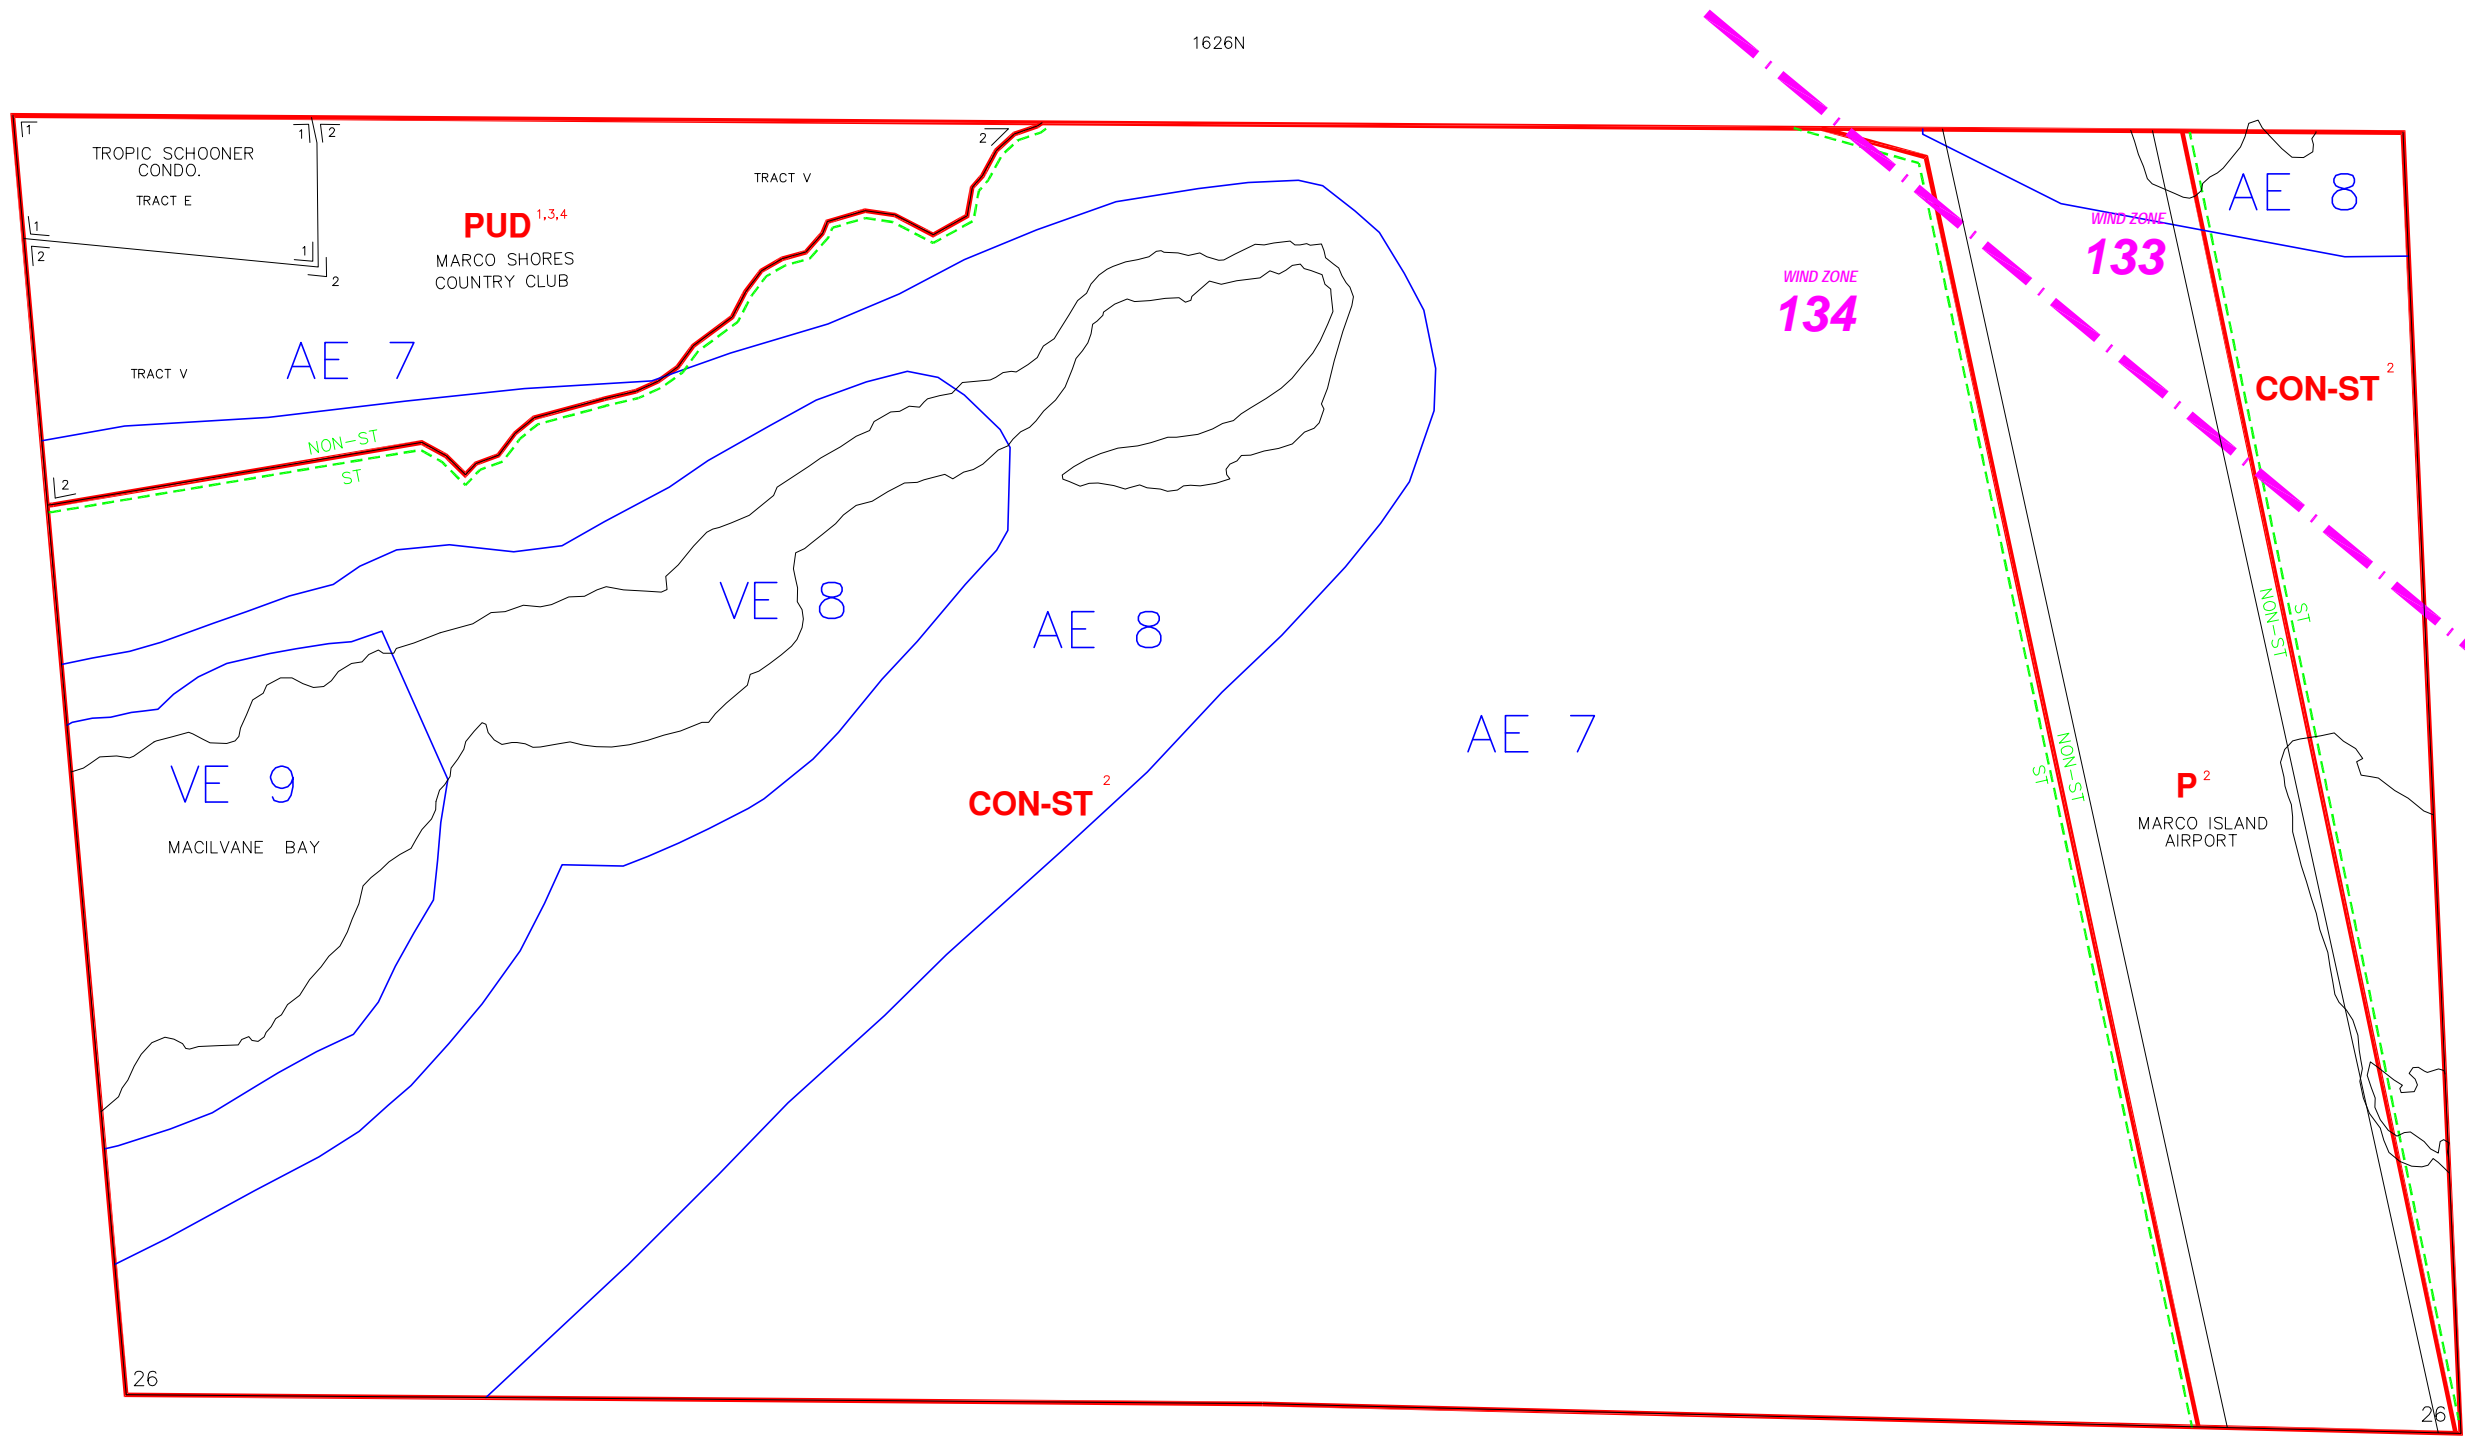 1626N
1
1
2
2
TROPIC SCHOONER
CONDO.
TRACT E
TRACT V
PUD 1,3,4
MARCO SHORES
COUNTRY CLUB
1
2
1
2
AE 7
TRACT V
NON-ST
ST
2
AE 8
WIND ZONE
133
WIND ZONE
134
CON-ST 2
VE 8
AE 8
NON-ST
ST
AE 7
VE 9
MACILVANE BAY
CON-ST 2
NON-ST
ST
P 2
MARCO ISLAND
AIRPORT
26
26